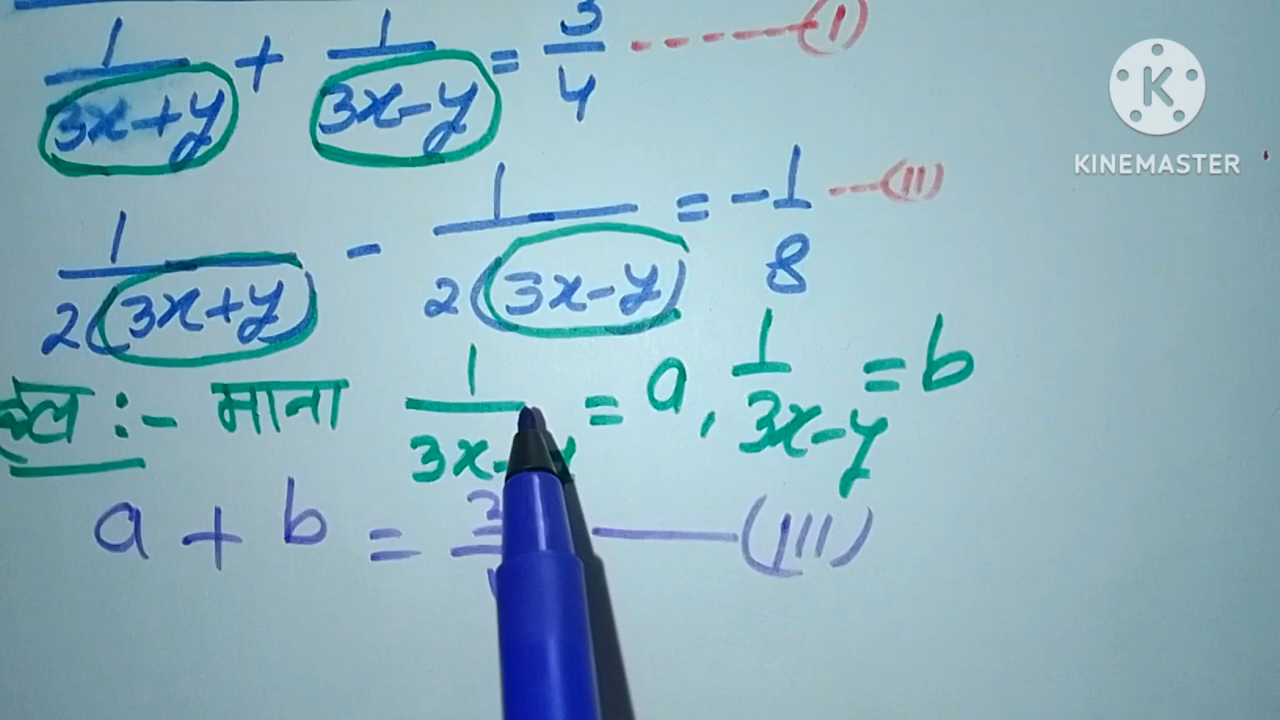 1/(3x+y) + 1/(3x-y) = 3/4 ------(I)
1/2(3x+y) - 1/2(3x-y) = -1/8 ---(II)
हल :- माना 1/ = a, 1/(3x-y) = b
a + b = —(III)
K
KINEMASTER